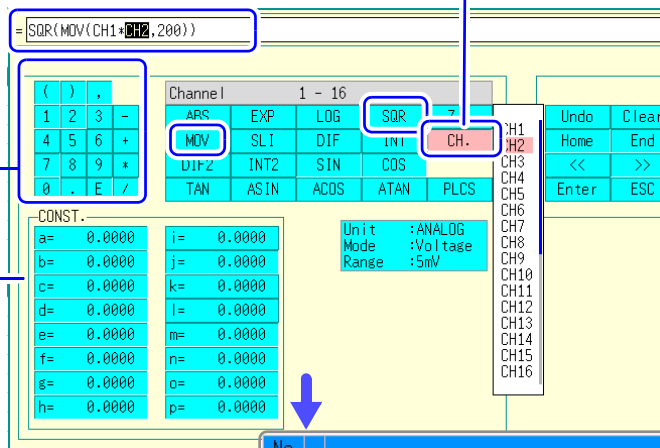 =SQR(MOV(CH1*CH2,200))
( ) ,
Channel 1 - 16
1 2 3 - ABS EXP LOG SQR Undo Clear
4 5 6 + MOV SLI DIF INT CH. Home End
7 8 9 * DIF2 INT2 SIN COS << >>
0 . E / TAN ASIN ACOS ATAN PLCS Enter ESC
CH1
CH2
CH3
CH4
CH5
CH6
CH7
CH8
CH9
CH10
CH11
CH12
CH13
CH14
CH15
CH16
CONST.
a= 0.0000 i= 0.0000
b= 0.0000 j= 0.0000
c= 0.0000 k= 0.0000
d= 0.0000 l= 0.0000
e= 0.0000 m= 0.0000
f= 0.0000 n= 0.0000
g= 0.0000 o= 0.0000
h= 0.0000 p= 0.0000
Unit :ANALOG
Mode :Voltage
Range :5mV
No